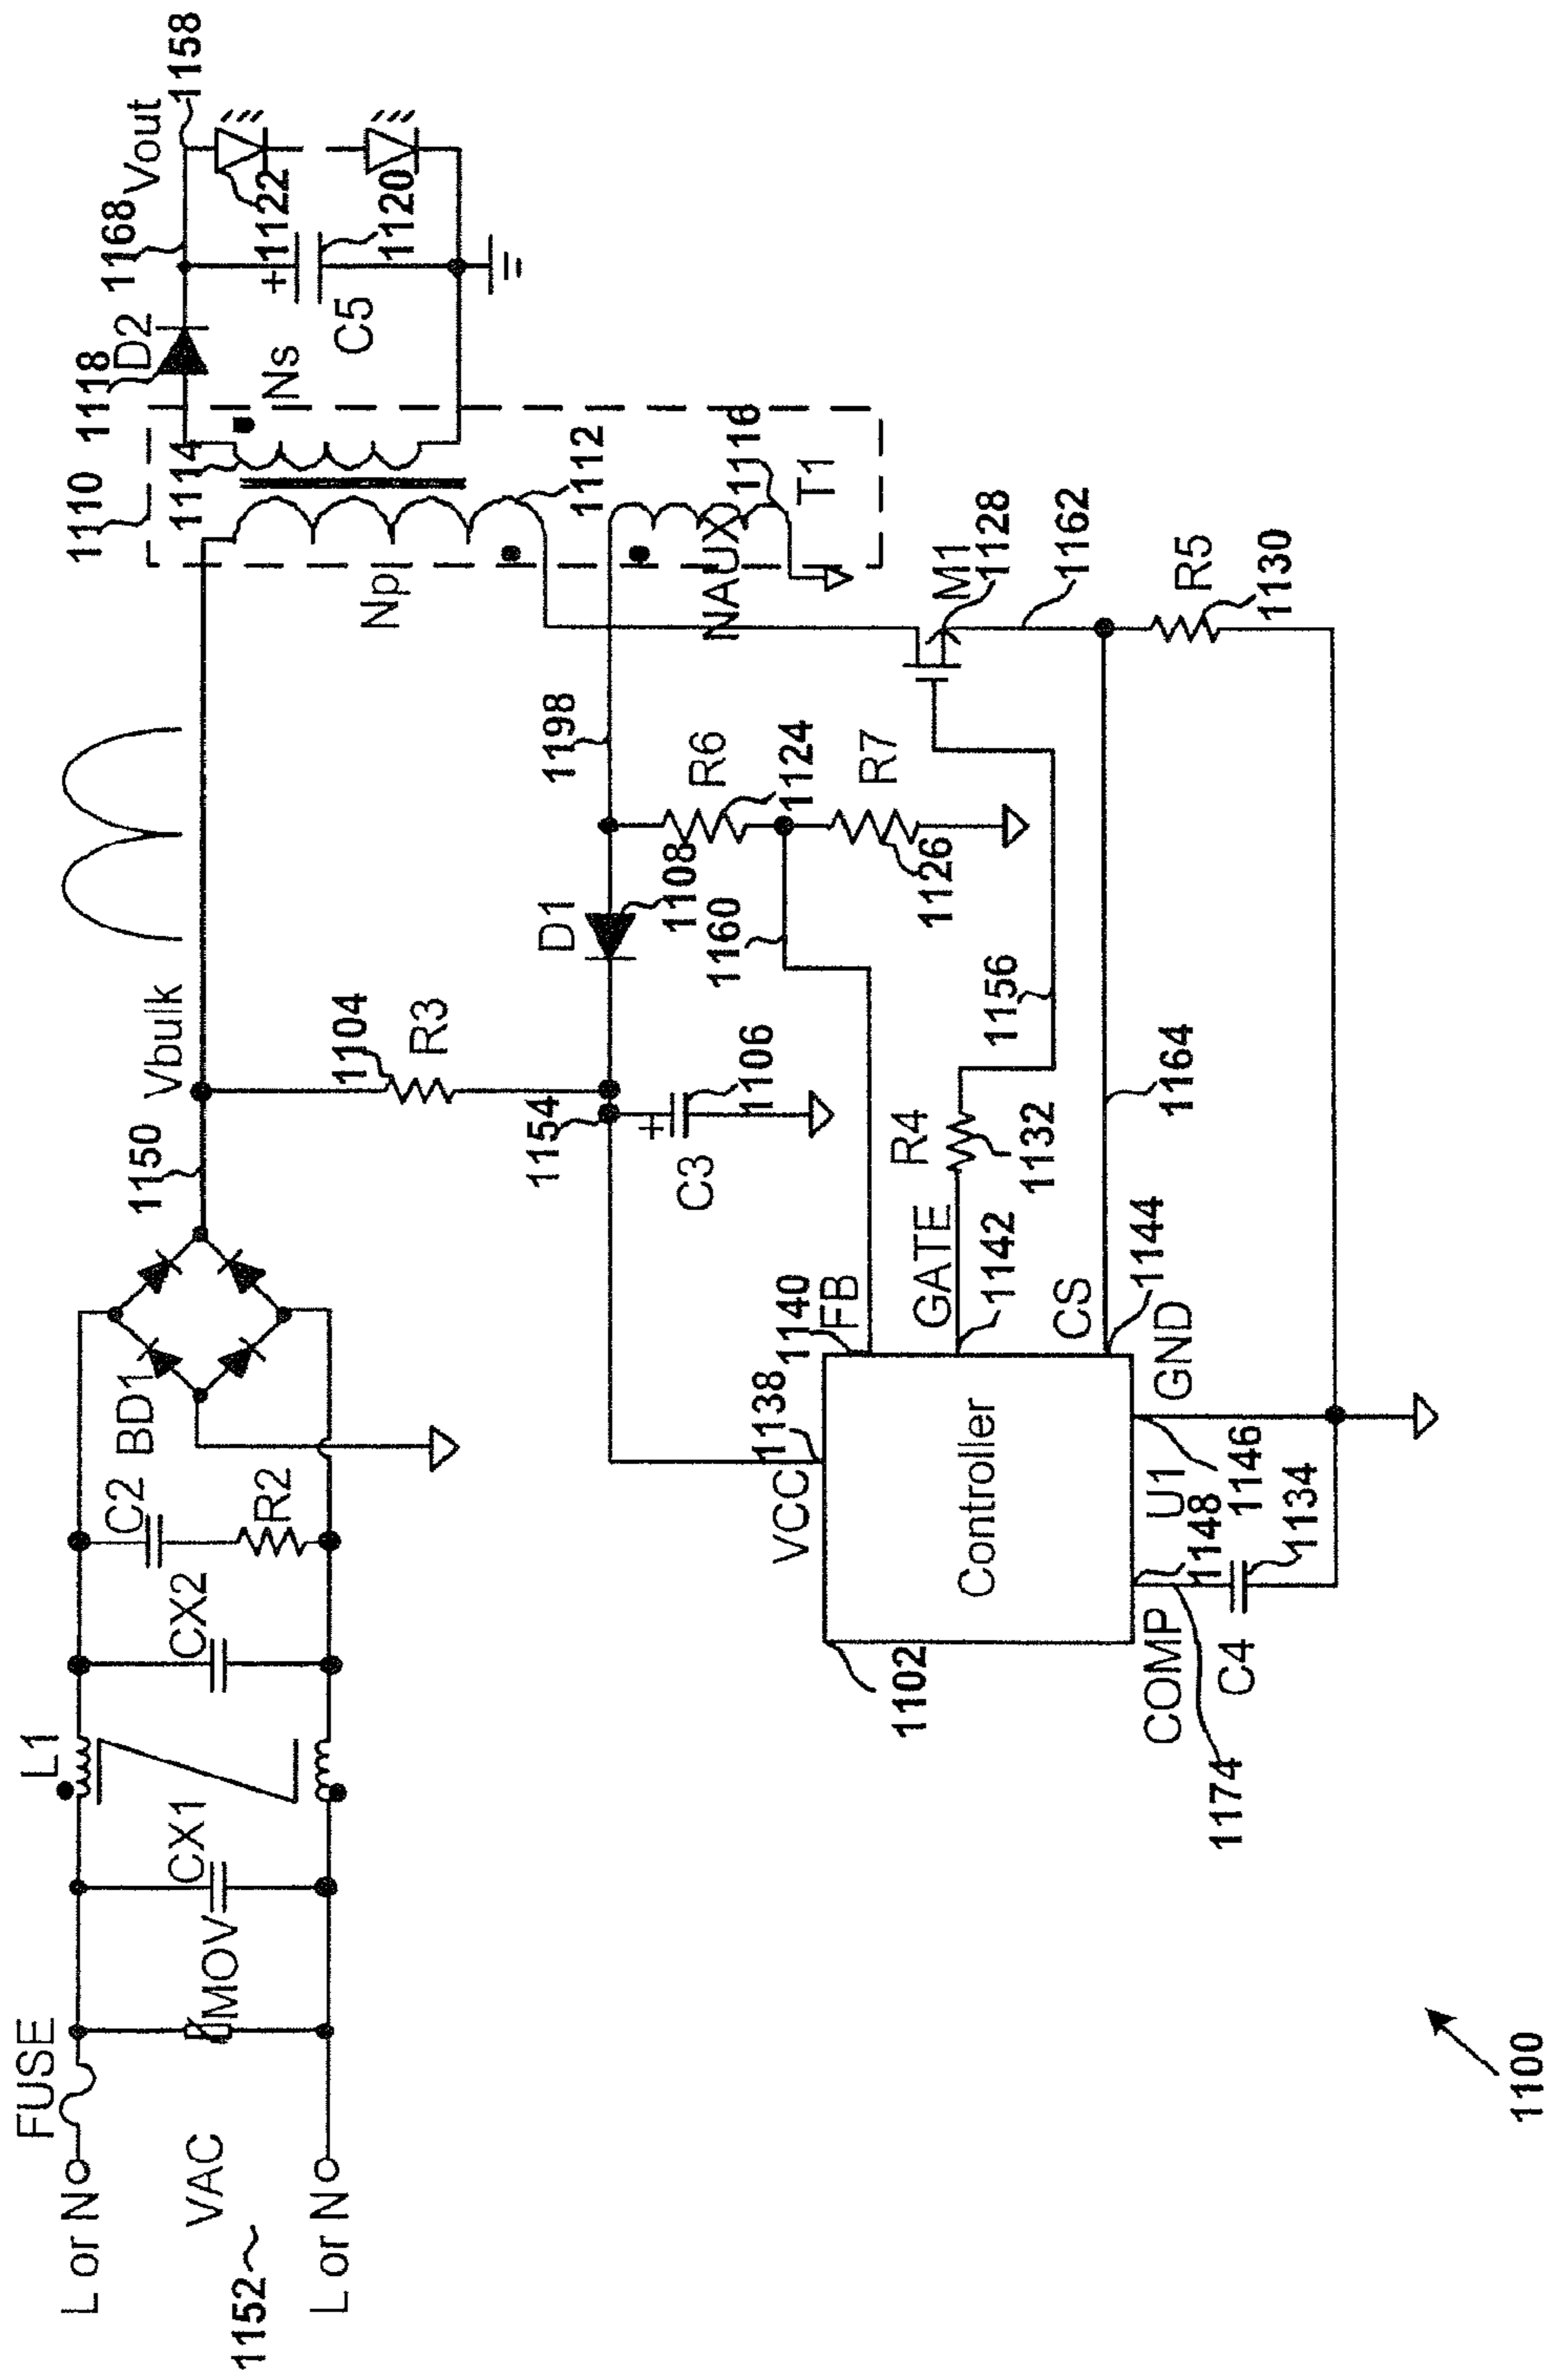 FUSE
L or N
VAC
1152
L or N
MOV
CX1
L1
CX2
C2
R2
BD1
1150
Vbulk
1104
R3
1154
C3
1106
D1
1108
1198
R6
1124
R7
1126
1160
1110
1114
1118
D2
Ns
Np
1112
NAUX
1116
T1
1168
Vout
1158
1122
1120
+
C5
M1
1128
1162
R5
1130
1156
R4
1132
1164
VCC
1138
1140
FB
GATE
1142
CS
1144
GND
1146
U1
1148
Controller
1102
COMP
1174
C4
1134
+
1100